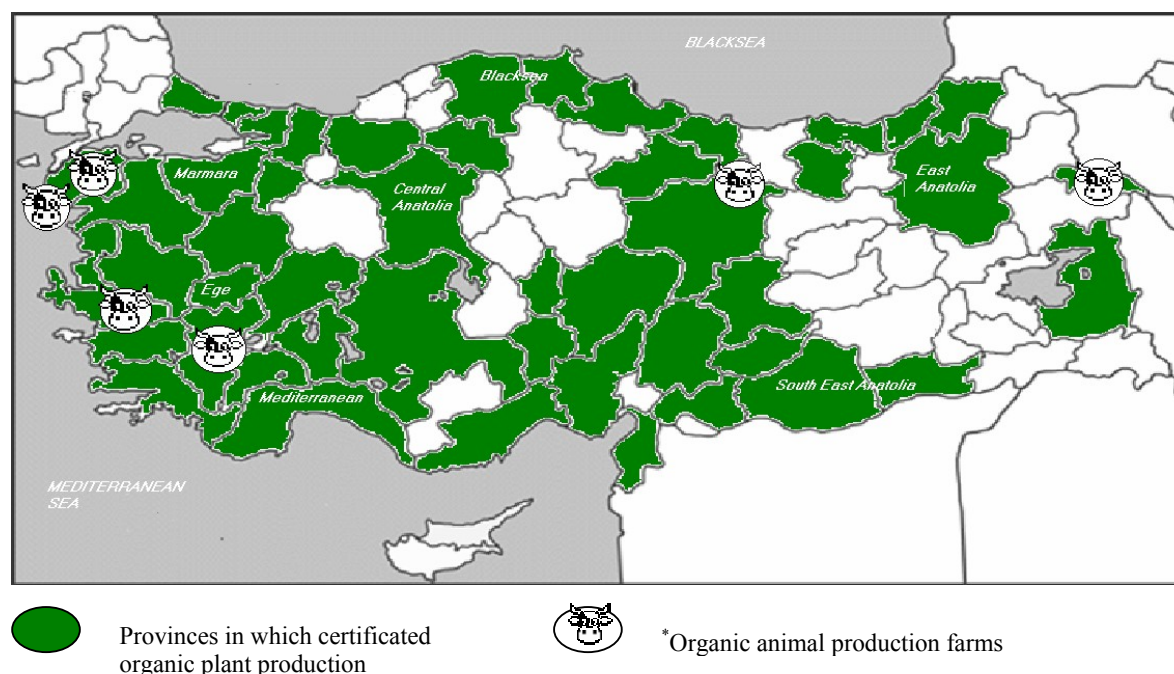 BLACKSEA
Blacksea
Marmara
Central
Anatolia
East
Anatolia
Ege
Mediterranean
South East Anatolia
MEDITERRANEAN
SEA
Provinces in which certificated
organic plant production
*Organic animal production farms